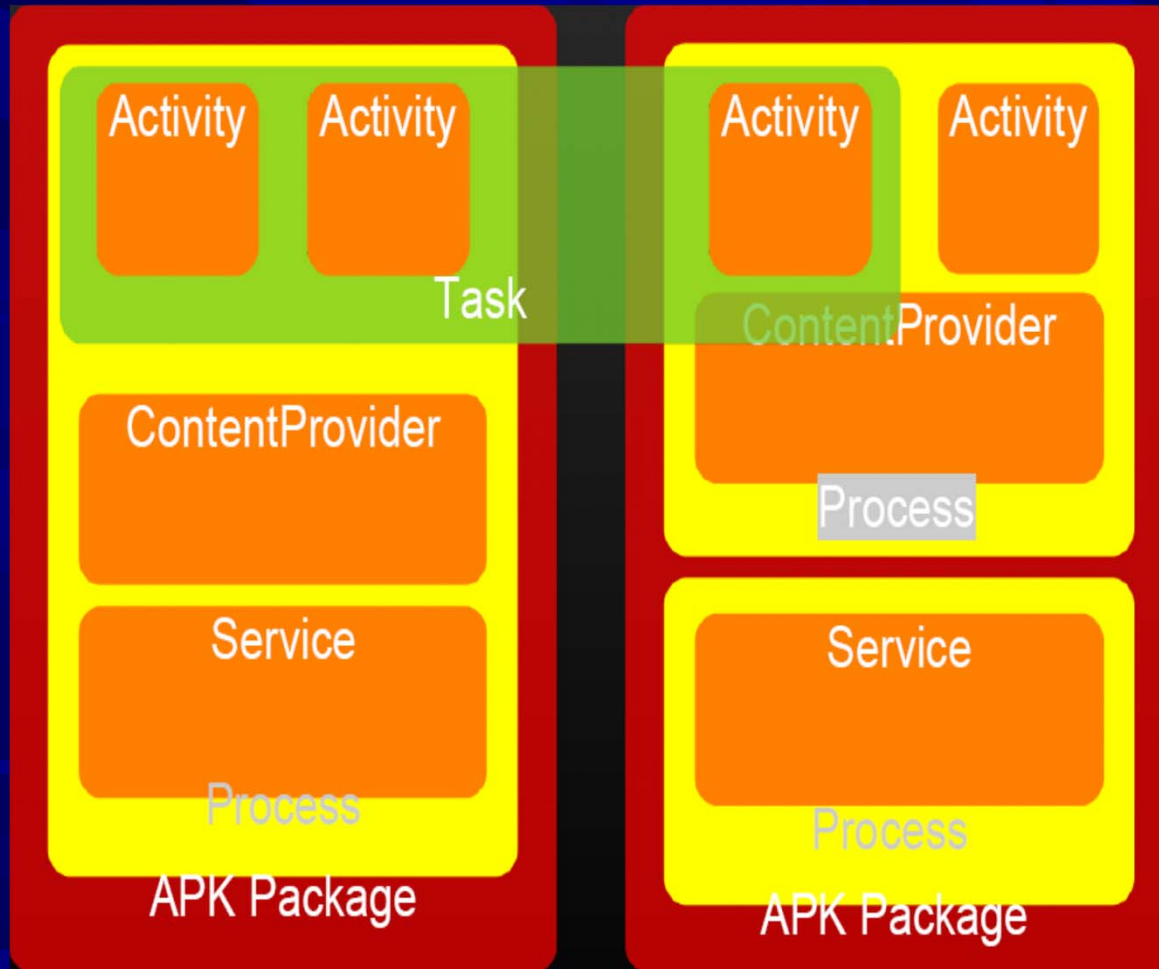 Activity
Activity
Task
ContentProvider
Service
Process
APK Package
Activity
Activity
ContentProvider
Process
Service
Process
APK Package